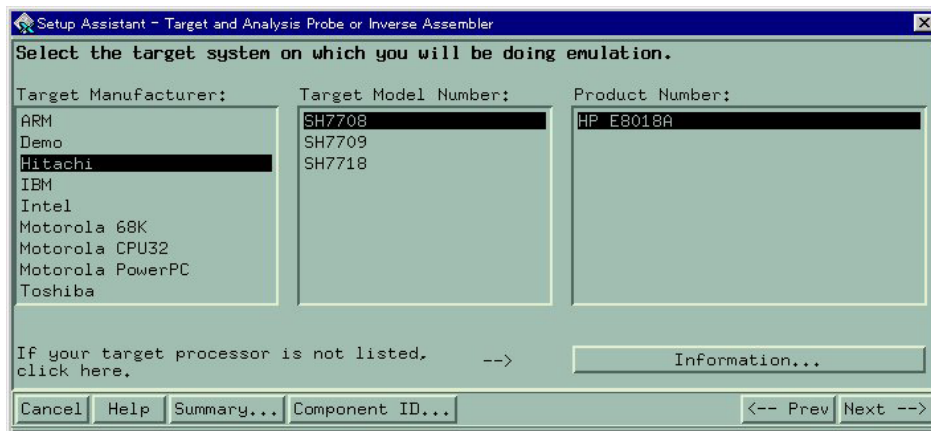 Setup Assistant - Target and Analysis Probe or Inverse Assembler
Select the target system on which you will be doing emulation.
Target Manufacturer:
ARM
Demo
Hitachi
IBM
Intel
Motorola 68K
Motorola CPU32
Motorola PowerPC
Toshiba
Target Model Number:
SH7708
SH7709
SH7718
Product Number:
HP E8018A
If your target processor is not listed,
click here.
-->
Information...
Cancel
Help
Summary...
Component ID...
<-- Prev
Next -->